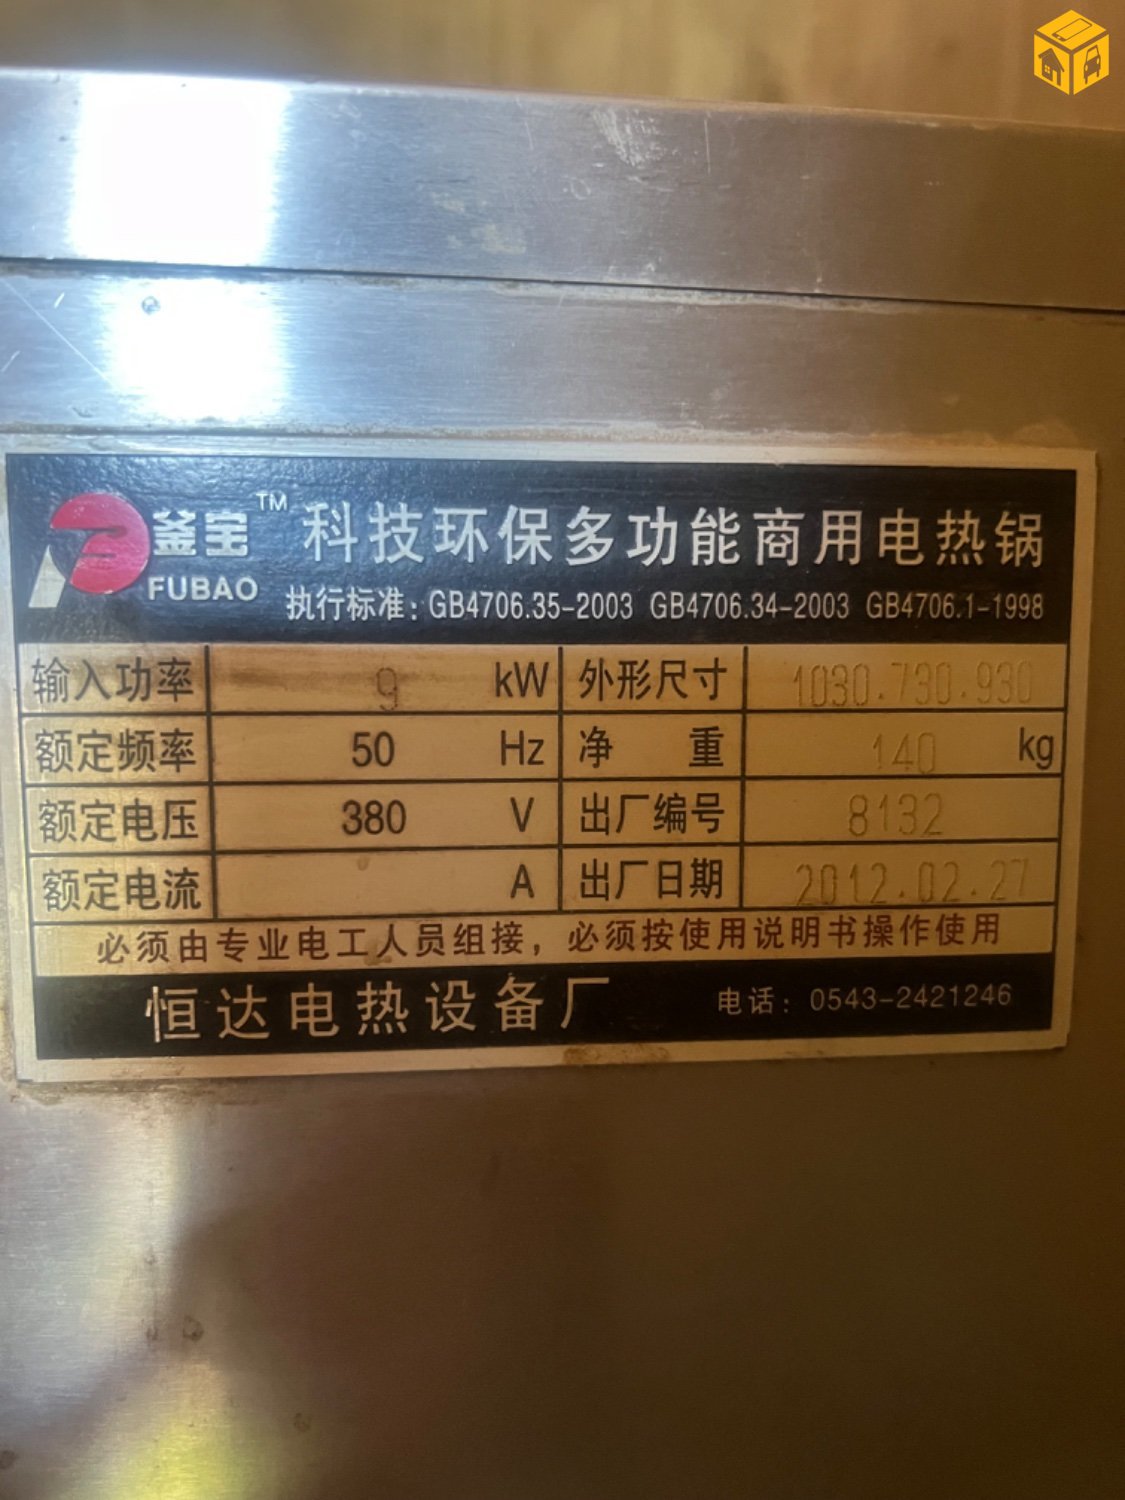 釜宝™ 科技环保多功能商用电热锅
FUBAO
执行标准: GB4706.35-2003 GB4706.34-2003 GB4706.1-1998
输入功率 9 kW 外形尺寸 1030.730.930
额定频率 50 Hz 净重 140 kg
额定电压 380 V 出厂编号 8132
额定电流 A 出厂日期 2012.02.27
必须由专业电工人员组接，必须按使用说明书操作使用
恒达电热设备厂 电话: 0543-2421246